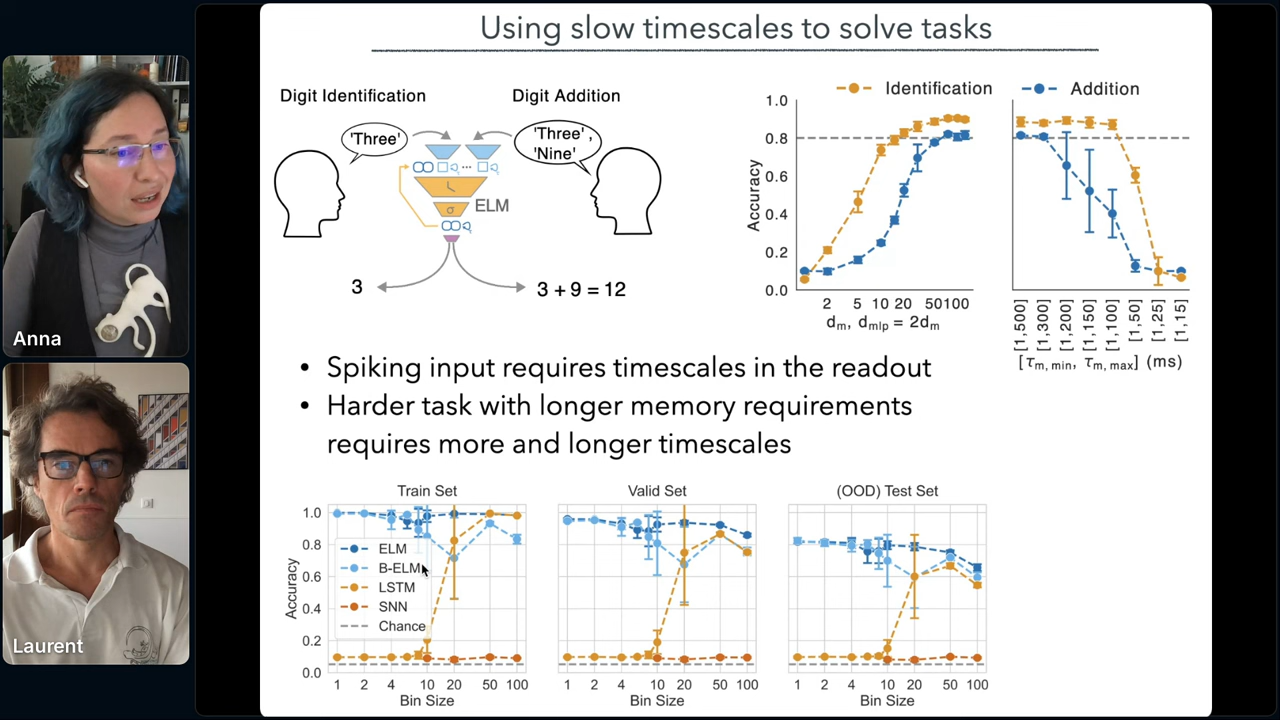 Using slow timescales to solve tasks
Anna
Laurent
Digit Identification
Digit Addition
'Three'
'Three' ,
'Nine'
ELM
σ
3
3 + 9 = 12
Identification
Addition
Accuracy
1.0
0.8
0.6
0.4
0.2
0.0
2 5 10 20 50 100
dₘ, dₘₗₚ = 2dₘ
[1,500]
[1,300]
[1,200]
[1,150]
[1,100]
[1,50]
[1,25]
[1,15]
[τm, min, τm, max] (ms)
• Spiking input requires timescales in the readout
• Harder task with longer memory requirements
requires more and longer timescales
Train Set
Accuracy
1.0
0.8
0.6
0.4
0.2
0.0
ELM
B-ELM
LSTM
SNN
Chance
1 2 4 10 20 50 100
Bin Size
Valid Set
1 2 4 10 20 50 100
Bin Size
(OOD) Test Set
1 2 4 10 20 50 100
Bin Size